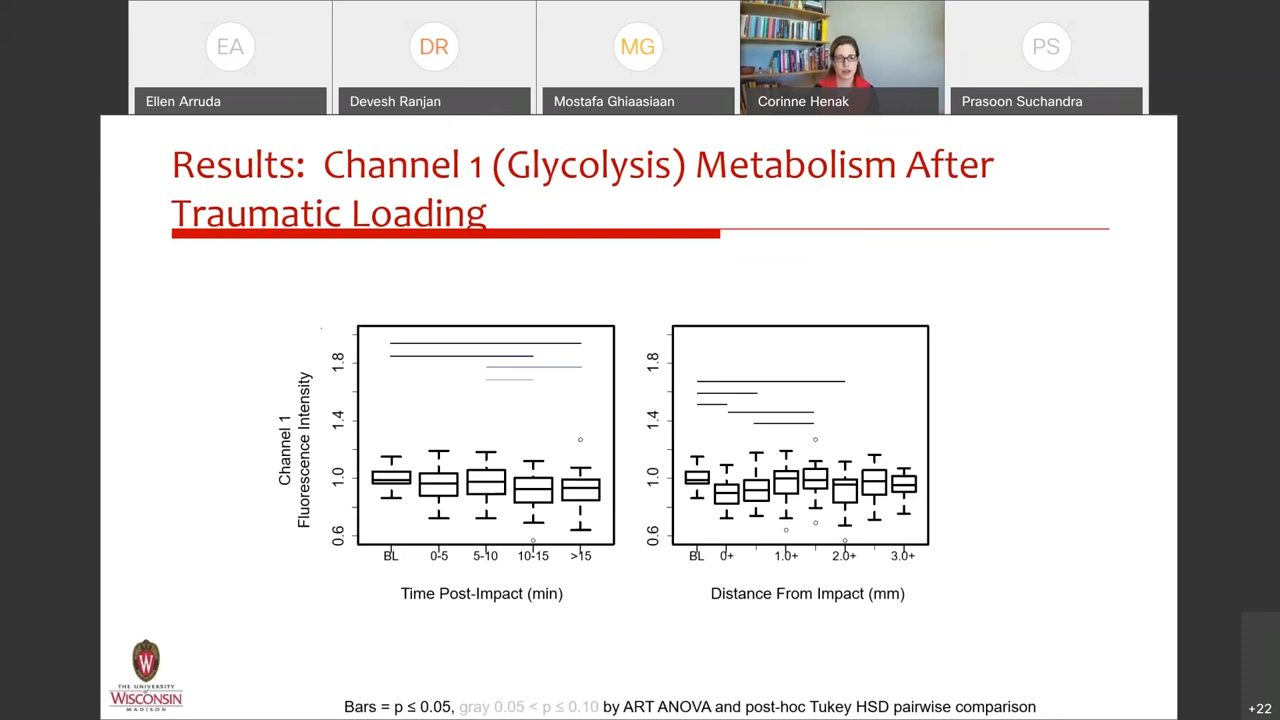 EA
DR
MG
PS
Ellen Arruda
Devesh Ranjan
Mostafa Ghiaasiaan
Corinne Henak
Prasoon Suchandra
Results: Channel 1 (Glycolysis) Metabolism After
Traumatic Loading
Channel 1
Fluorescence Intensity
1.8
1.4
1.0
0.6
BL
0-5
5-10
10-15
>15
Time Post-Impact (min)
1.8
1.4
1.0
0.6
BL
0+
1.0+
2.0+
3.0+
Distance From Impact (mm)
W
THE UNIVERSITY
of
WISCONSIN
MADISON
Bars = p ≤ 0.05, gray 0.05 < p ≤ 0.10 by ART ANOVA and post-hoc Tukey HSD pairwise comparison
+22